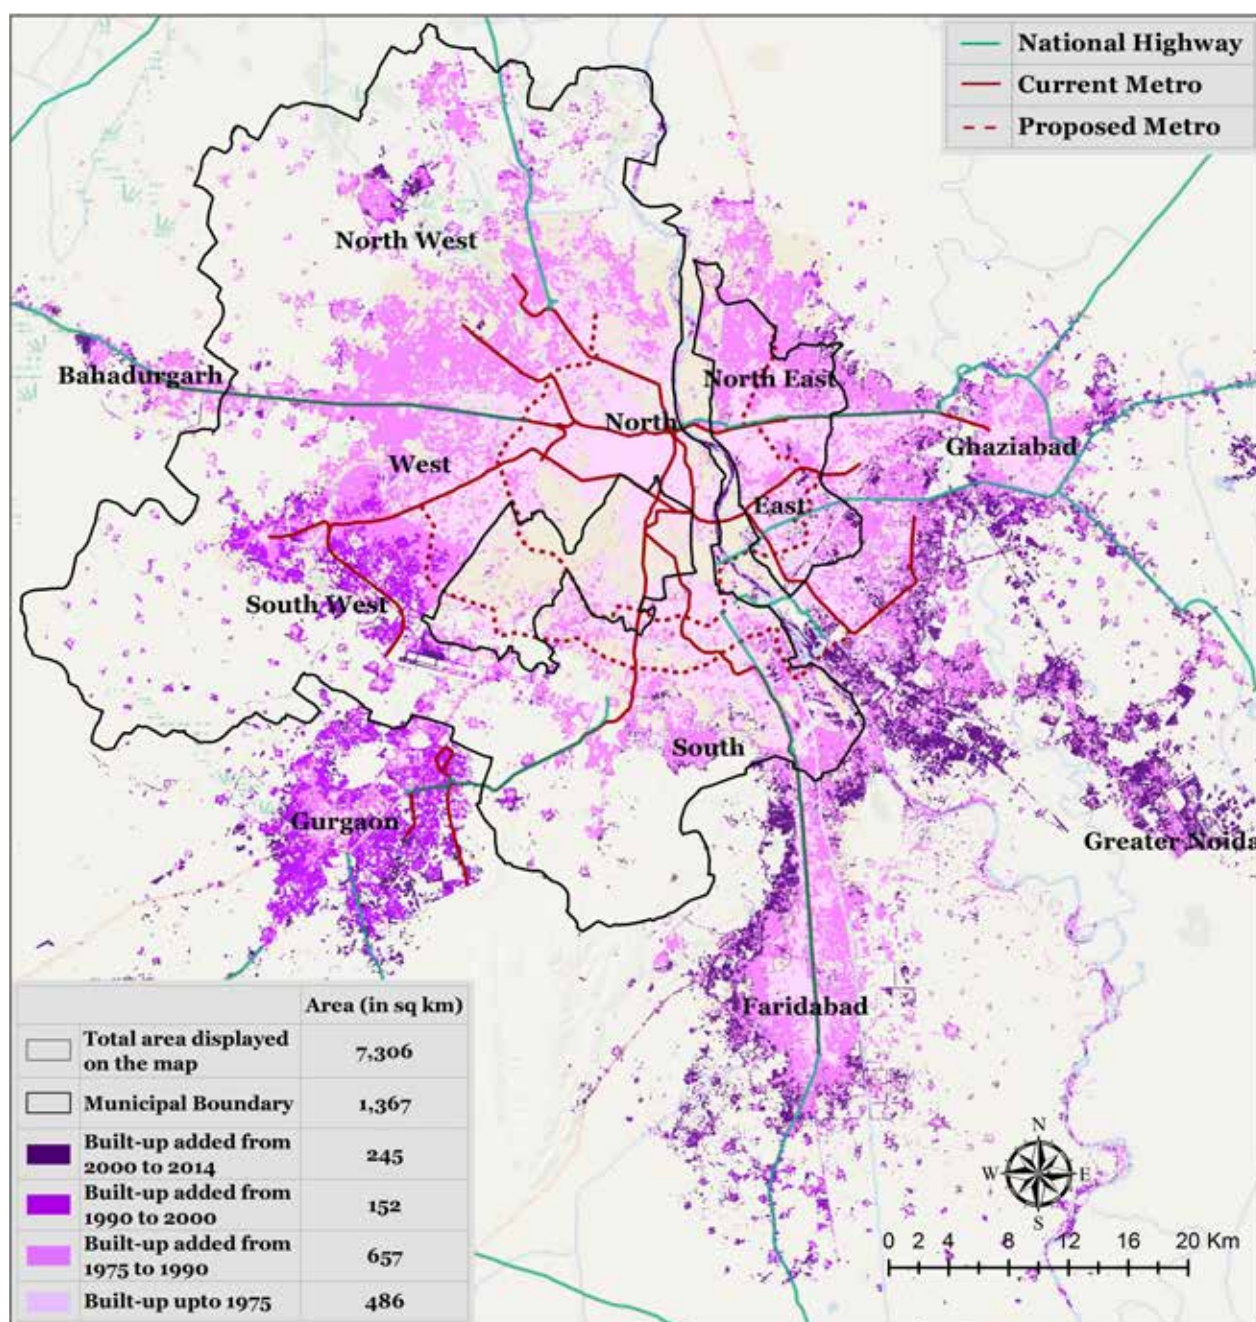 National Highway
Current Metro
Proposed Metro
North West
Bahadurgarh
North East
North
Ghaziabad
West
East
South West
South
Gurgaon
Greater Noida
Faridabad
Area (in sq km)
Total area displayed
on the map
7,306
Municipal Boundary
1,367
Built-up added from
2000 to 2014
245
Built-up added from
1990 to 2000
152
Built-up added from
1975 to 1990
657
Built-up upto 1975
486
N
W E
S
0 2 4 8 12 16 20 Km